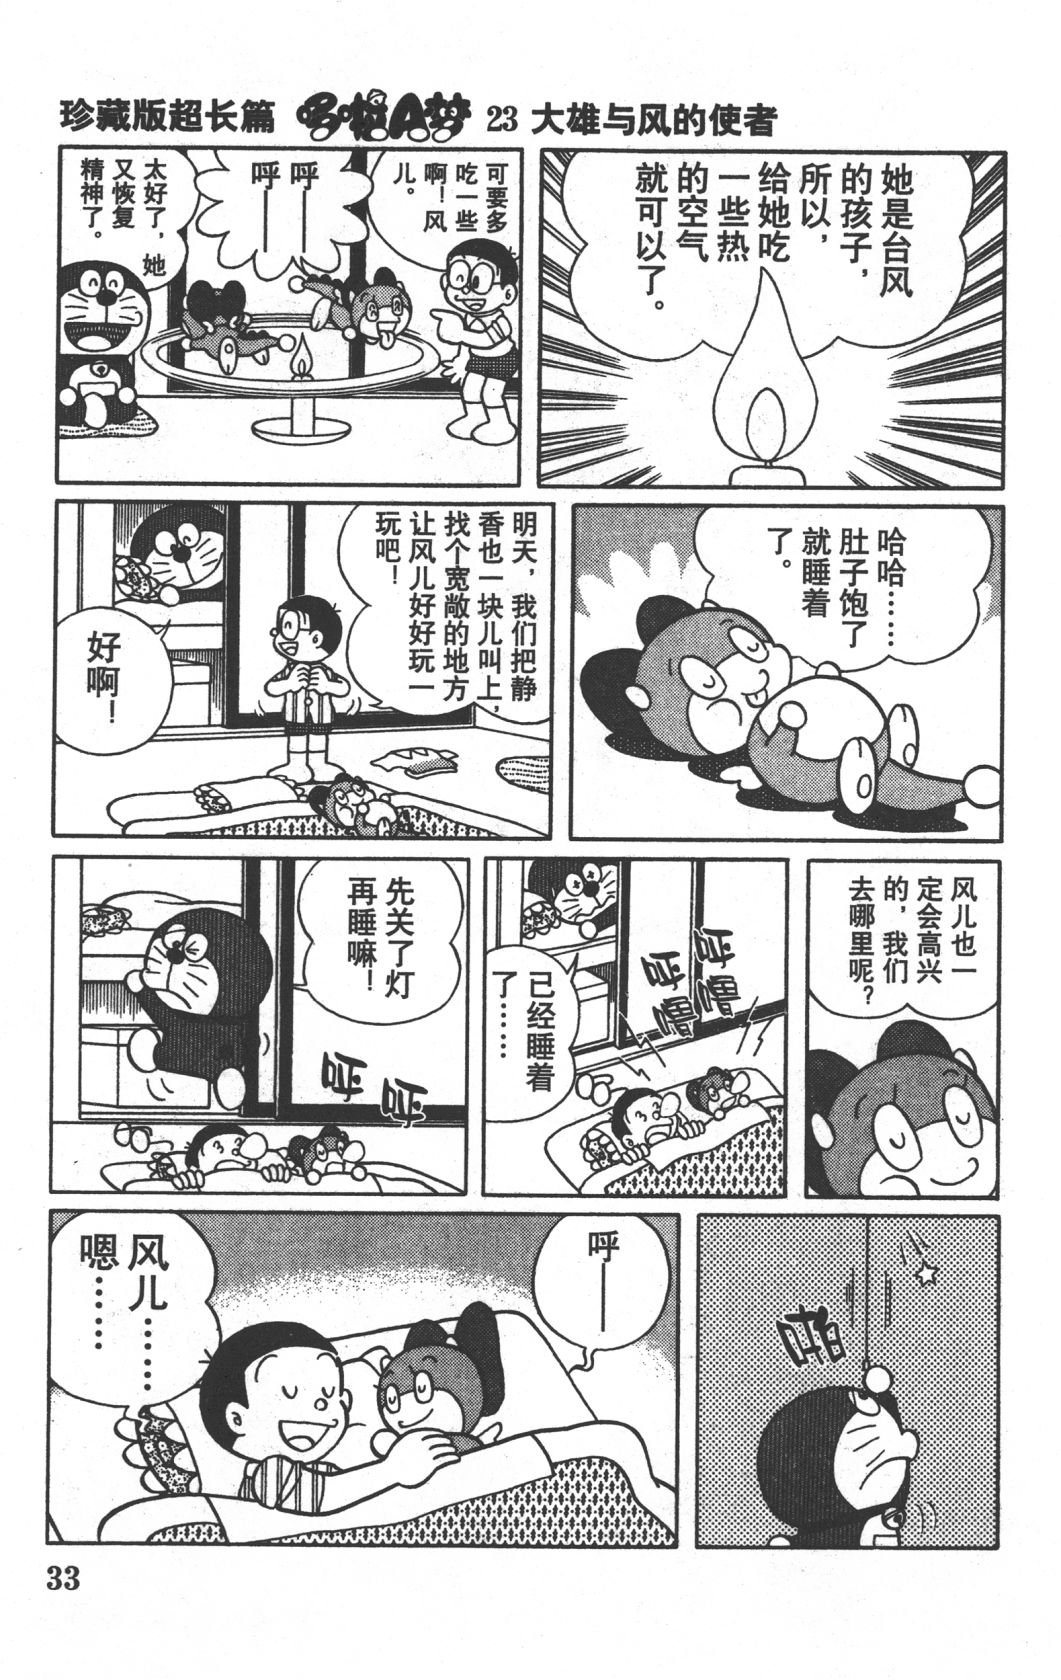 珍藏版超长篇 哆啦A梦 23 大雄与风的使者
她是台风
的孩子，
所以，
给她吃
一些热
的空气
就可以了。
可要多
吃一些
啊！风
儿。
呼——
呼——
太好了，她
又恢复
精神了。
哈哈……
肚子饱了
就睡着
了。
明天，我们把静
香也一块儿叫上，
找个宽敞的地方
让风儿好好玩一
玩吧！
好啊！
风儿也一
定会高兴
的，我们
去哪里呢？
呼噜
呼噜
已经睡着
了……
先关了灯
再睡嘛！
呼
呼
啪
呼——
风儿……
嗯……
33